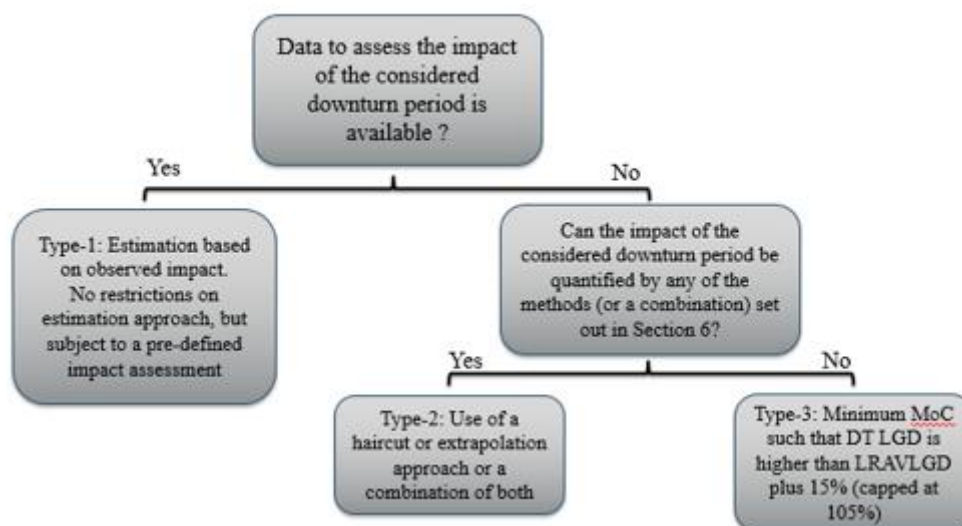 Data to assess the impact
of the considered
downturn period is
available ?
Yes
No
Type-1: Estimation based
on observed impact.
No restrictions on
estimation approach, but
subject to a pre-defined
impact assessment
Can the impact of the
considered downturn period be
quantified by any of the
methods (or a combination) set
out in Section 6?
Yes
No
Type-2: Use of a
haircut or extrapolation
approach or a
combination of both
Type-3: Minimum MoC
such that DT LGD is
higher than LRAVLGD
plus 15% (capped at
105%)